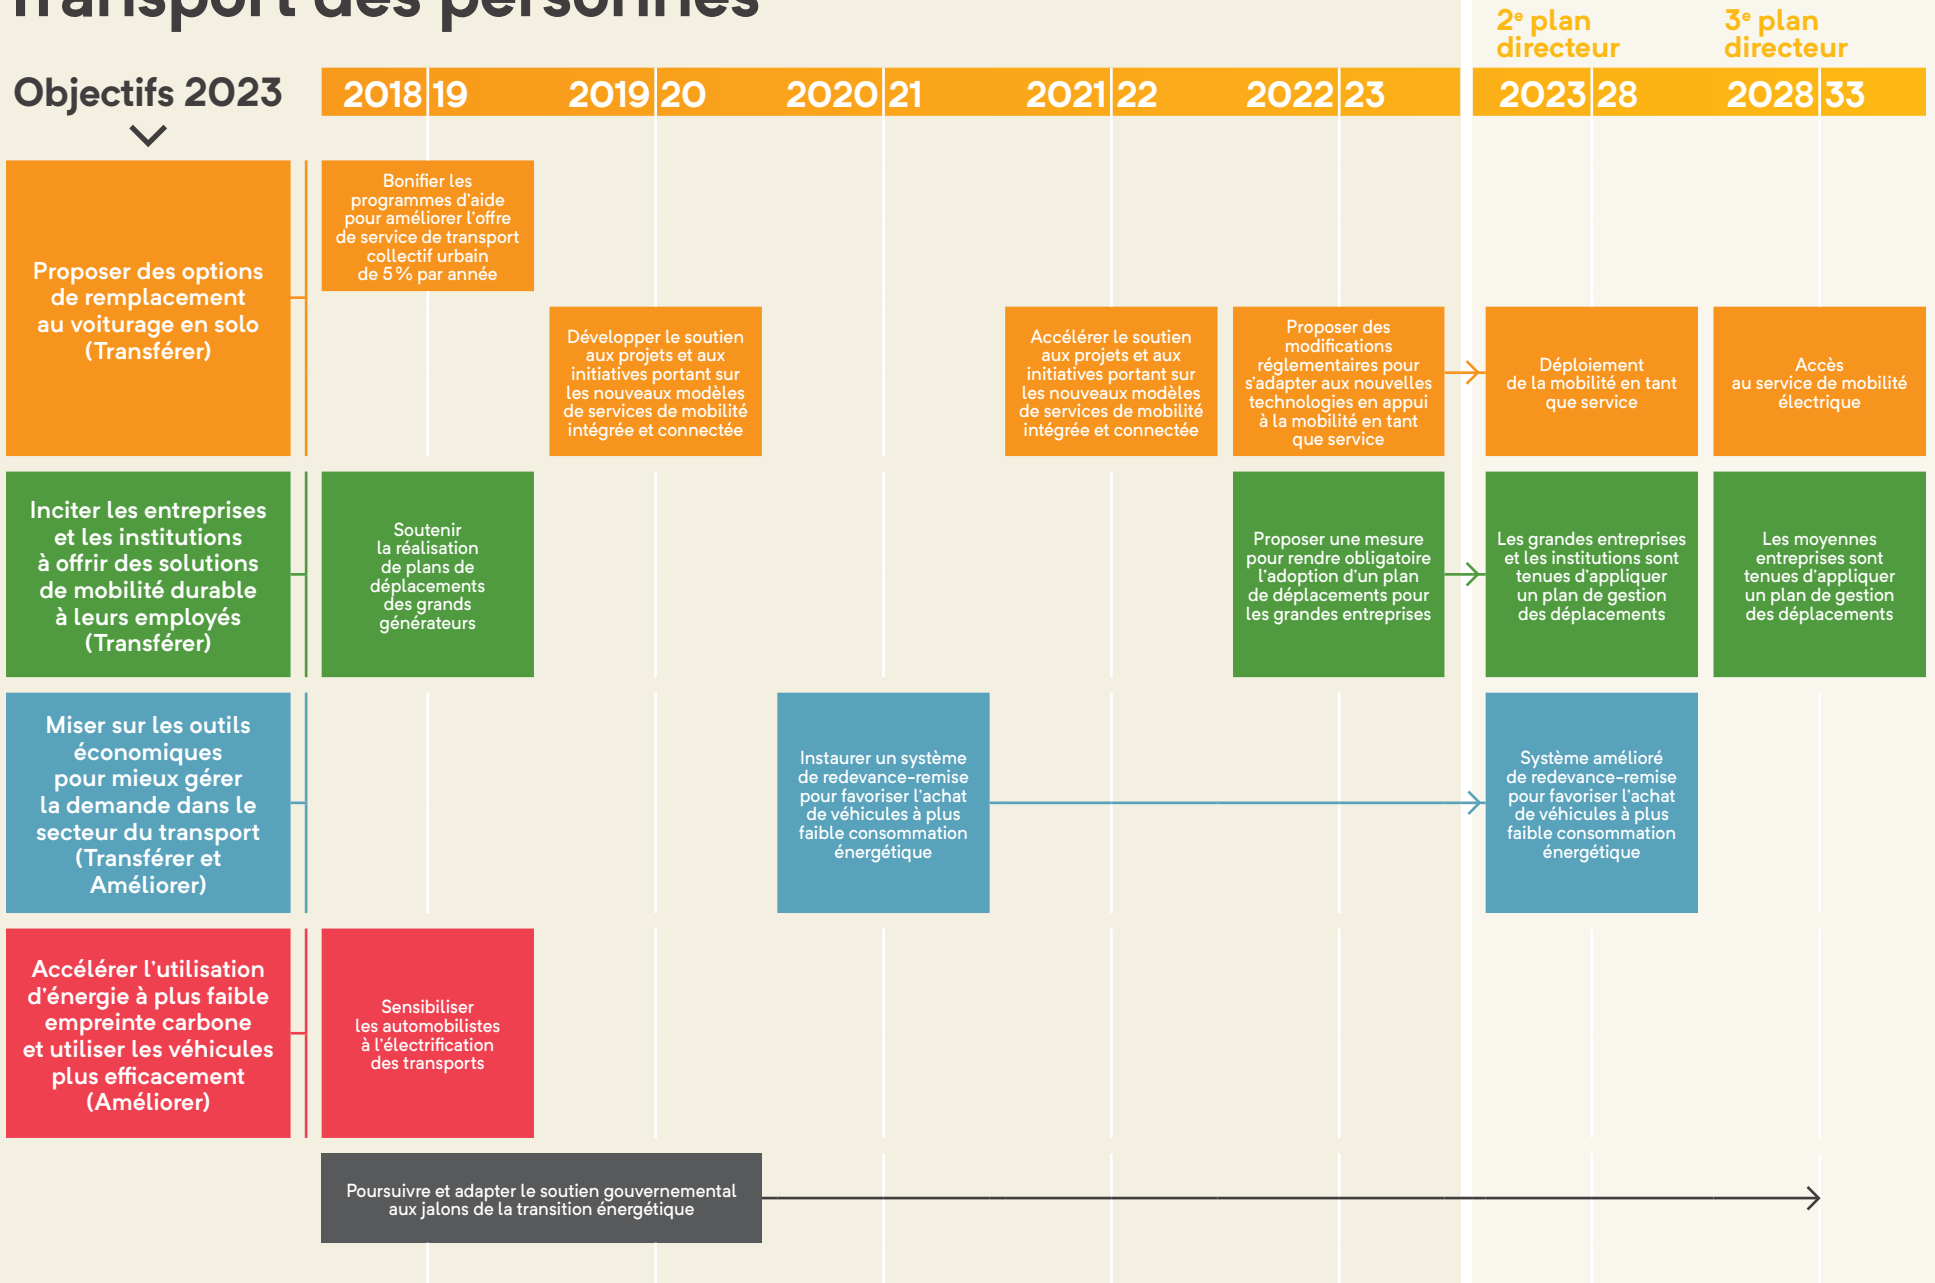 Transport des personnes
2e plan
directeur
3e plan
directeur
Objectifs 2023
2018 19
2019 20
2020 21
2021 22
2022 23
2023 28
2028 33
Proposer des options
de remplacement
au voiturage en solo
(Transférer)
Bonifier les
programmes d'aide
pour améliorer l'offre
de service de transport
collectif urbain
de 5 % par année
Développer le soutien
aux projets et aux
initiatives portant sur
les nouveaux modèles
de services de mobilité
intégrée et connectée
Accélérer le soutien
aux projets et aux
initiatives portant sur
les nouveaux modèles
de services de mobilité
intégrée et connectée
Proposer des
modifications
réglementaires pour
s'adapter aux nouvelles
technologies en appui
à la mobilité en tant
que service
Déploiement
de la mobilité en tant
que service
Accès
au service de mobilité
électrique
Inciter les entreprises
et les institutions
à offrir des solutions
de mobilité durable
à leurs employés
(Transférer)
Soutenir
la réalisation
de plans de
déplacements
des grands
générateurs
Proposer une mesure
pour rendre obligatoire
l'adoption d'un plan
de déplacements pour
les grandes entreprises
Les grandes entreprises
et les institutions sont
tenues d'appliquer
un plan de gestion
des déplacements
Les moyennes
entreprises sont
tenues d'appliquer
un plan de gestion
des déplacements
Miser sur les outils
économiques
pour mieux gérer
la demande dans le
secteur du transport
(Transférer et
Améliorer)
Instaurer un système
de redevance-remise
pour favoriser l'achat
de véhicules à plus
faible consommation
énergétique
Système amélioré
de redevance-remise
pour favoriser l'achat
de véhicules à plus
faible consommation
énergétique
Accélérer l'utilisation
d'énergie à plus faible
empreinte carbone
et utiliser les véhicules
plus efficacement
(Améliorer)
Sensibiliser
les automobilistes
à l'électrification
des transports
Poursuivre et adapter le soutien gouvernemental
aux jalons de la transition énergétique